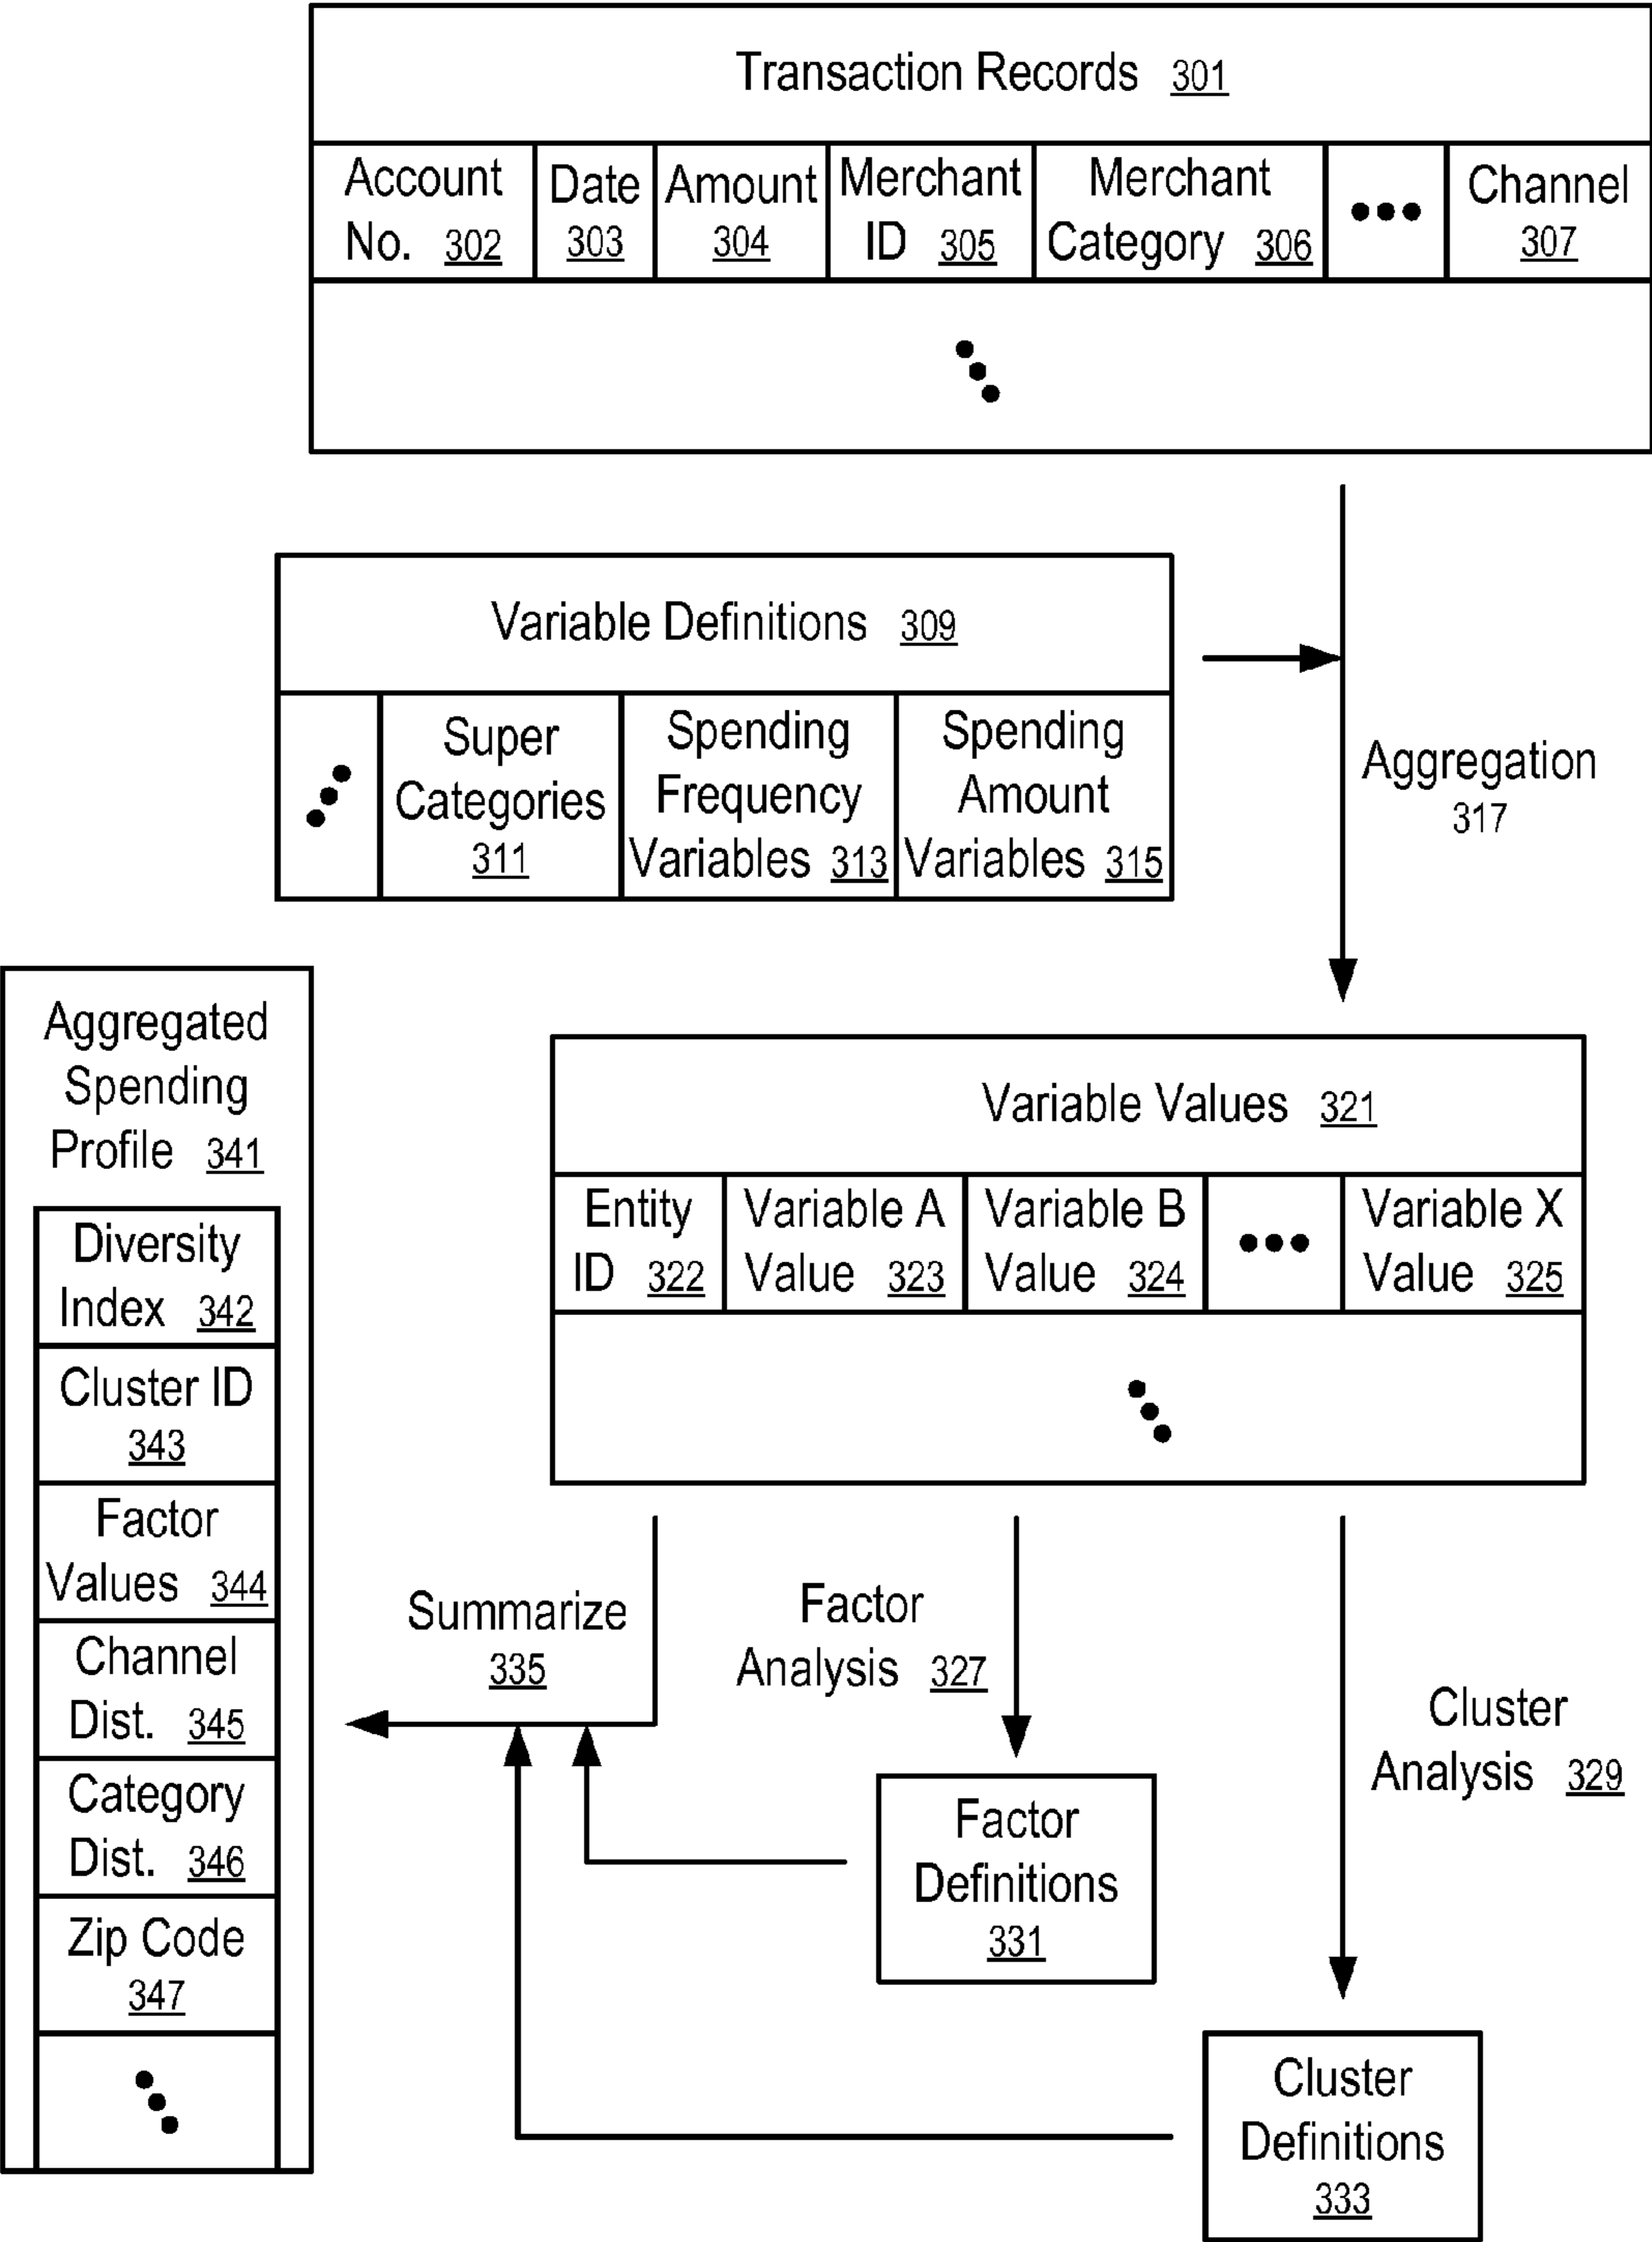 Transaction Records 301
Account
No. 302
Date
303
Amount
304
Merchant
ID 305
Merchant
Category 306
Channel
307
Variable Definitions 309
Super
Categories
311
Spending
Frequency
Variables 313
Spending
Amount
Variables 315
Aggregation
317
Aggregated
Spending
Profile 341
Diversity
Index 342
Cluster ID
343
Factor
Values 344
Channel
Dist. 345
Category
Dist. 346
Zip Code
347
Variable Values 321
Entity
ID 322
Variable A
Value 323
Variable B
Value 324
Variable X
Value 325
Summarize
335
Factor
Analysis 327
Cluster
Analysis 329
Factor
Definitions
331
Cluster
Definitions
333